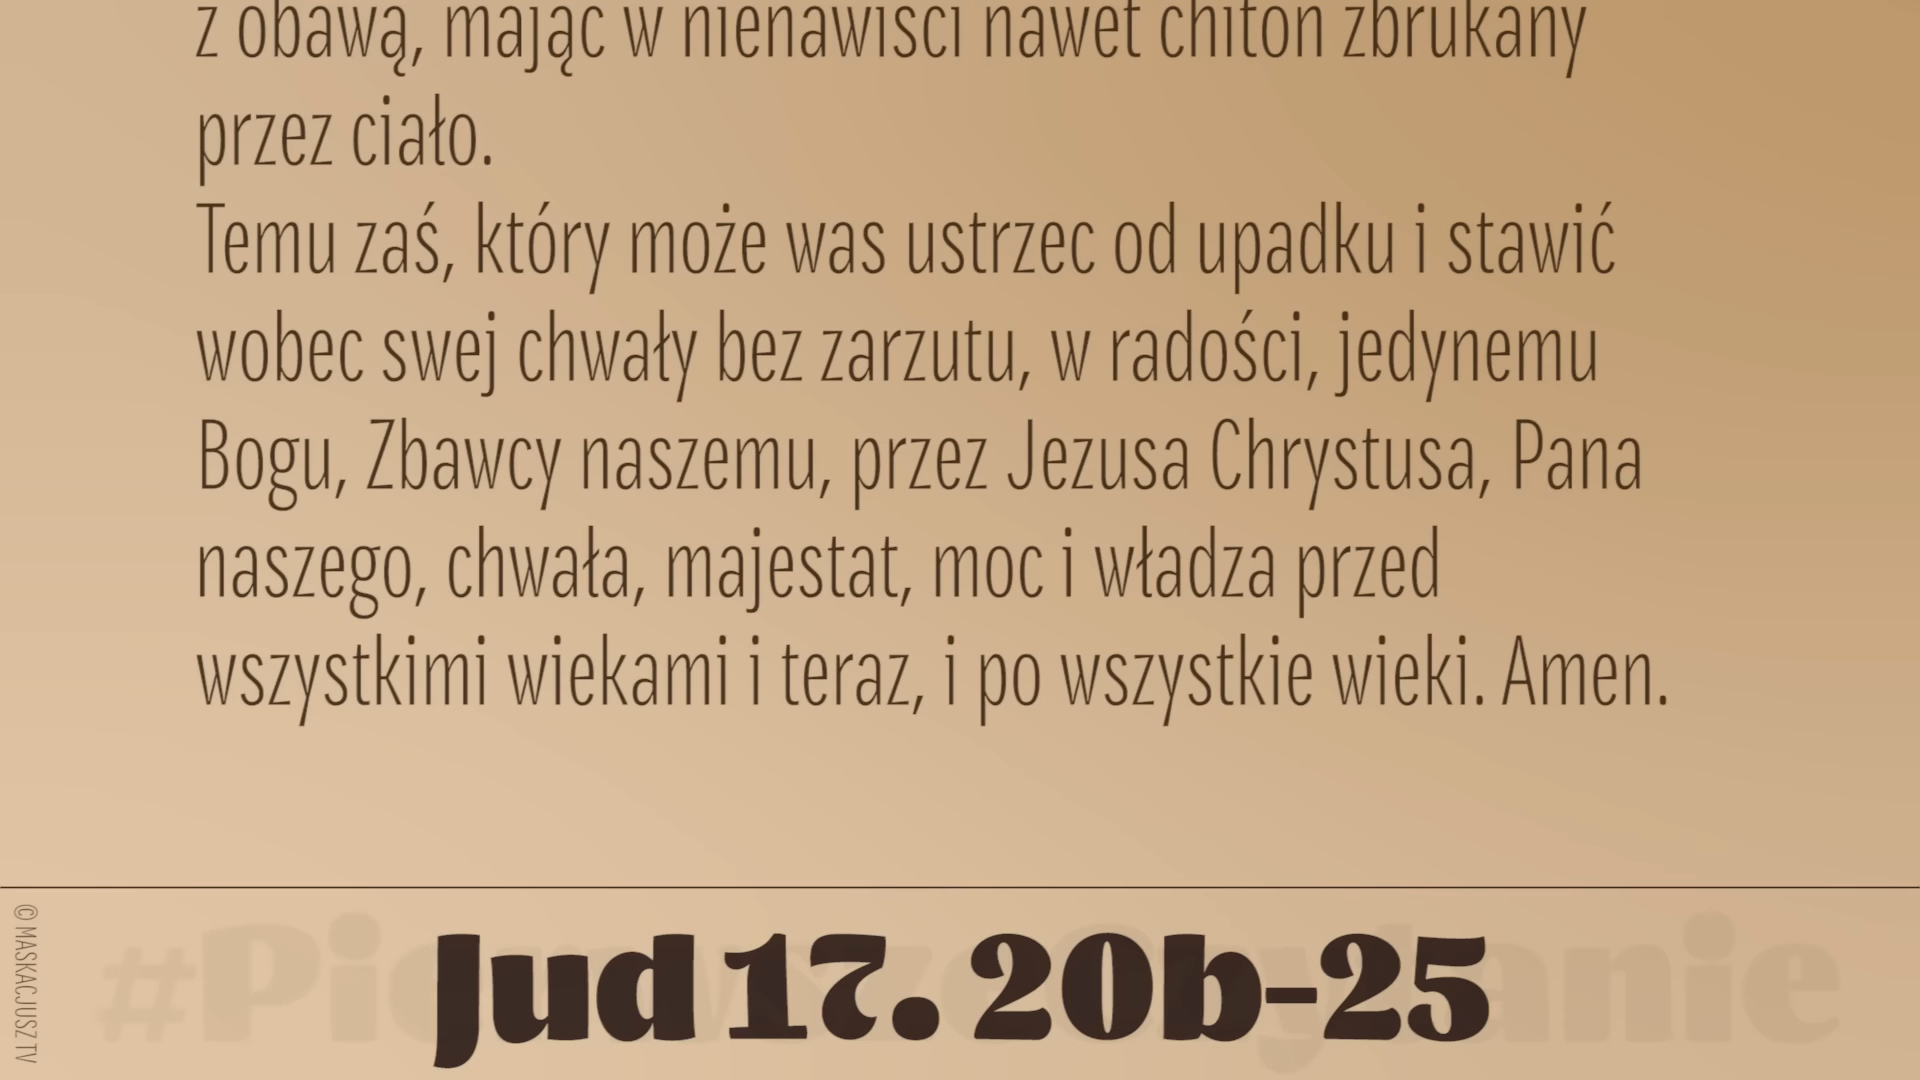 z obawą, mając w nienawiści nawet chiton zbrukany
przez ciało.
Temu zaś, który może was ustrzec od upadku i stawić
wobec swej chwały bez zarzutu, w radości, jedynemu
Bogu, Zbawcy naszemu, przez Jezusa Chrystusa, Pana
naszego, chwała, majestat, moc i władza przed
wszystkimi wiekami i teraz, i po wszystkie wieki. Amen.
Jud 17. 20b-25
© MASKACJUSZ TV